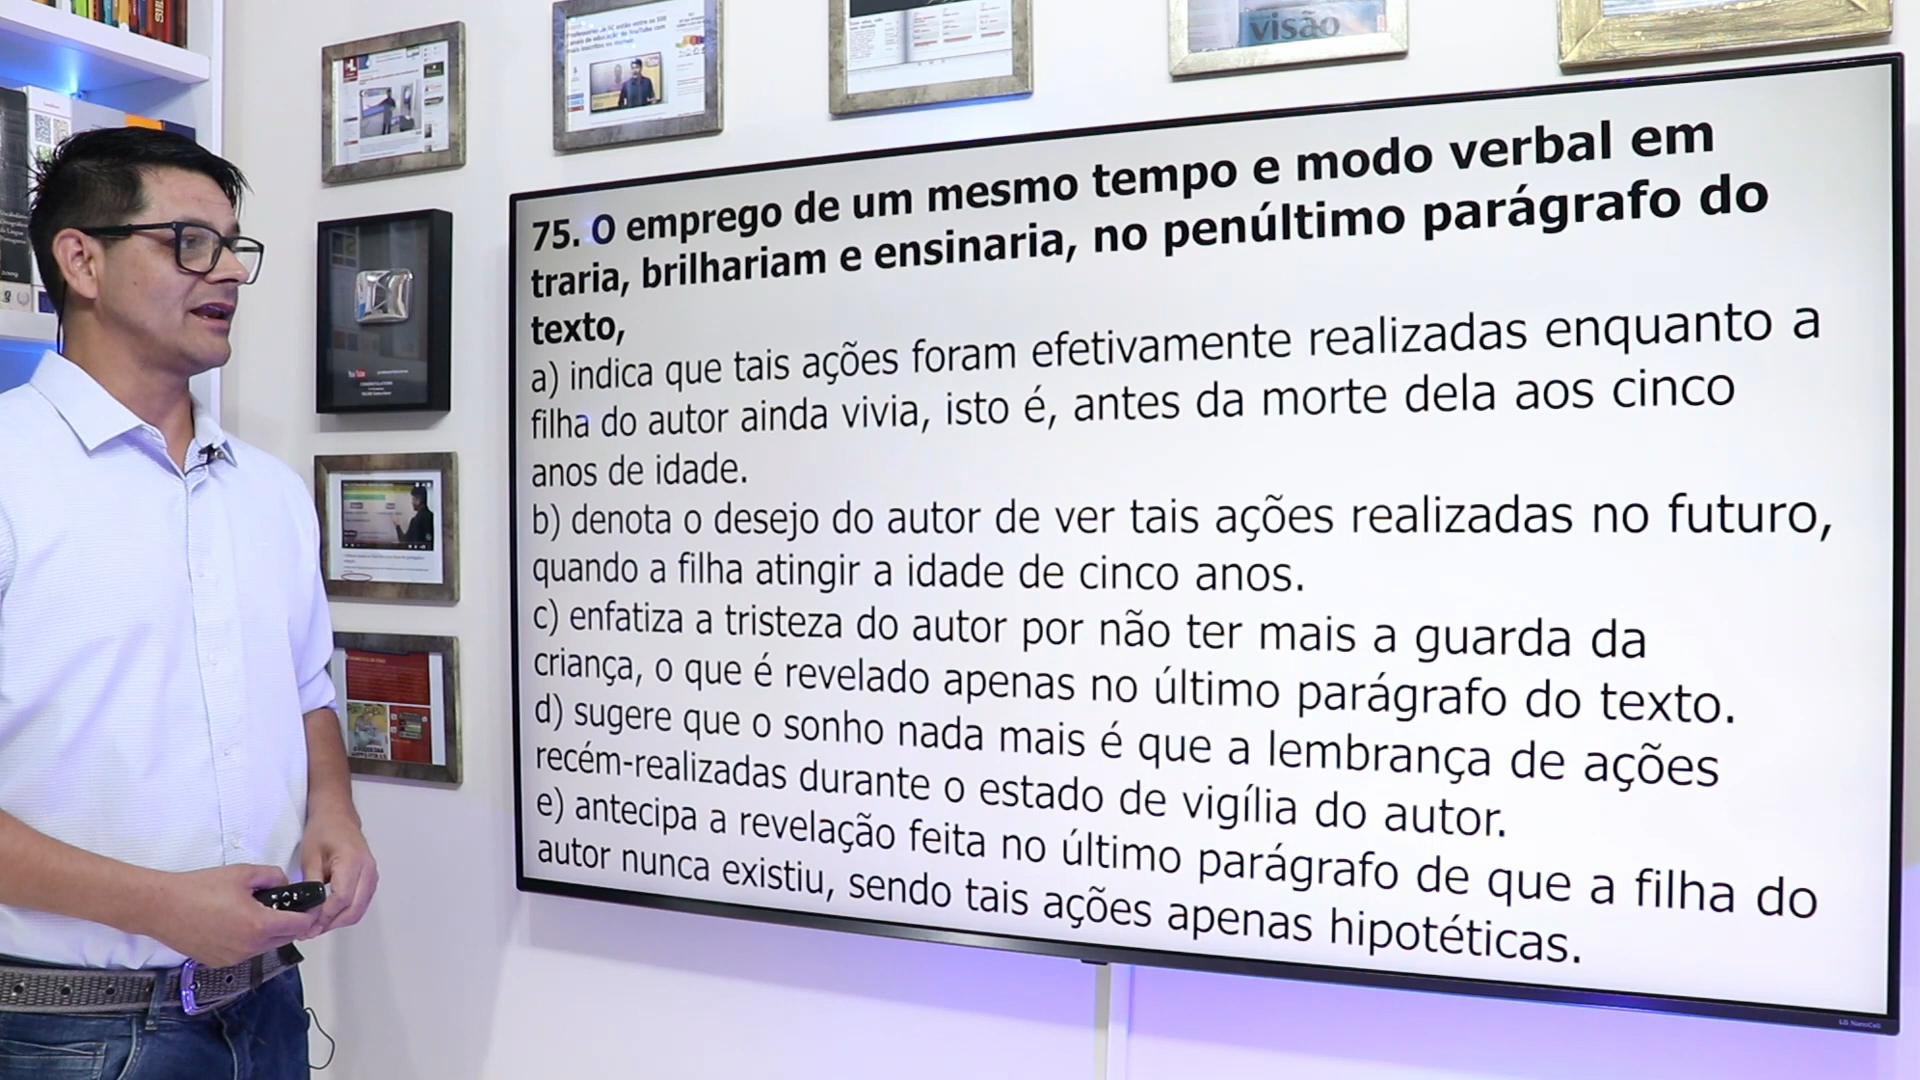 visão
75. O emprego de um mesmo tempo e modo verbal em
traria, brilhariam e ensinaria, no penúltimo parágrafo do
texto,
a) indica que tais ações foram efetivamente realizadas enquanto a
filha do autor ainda vivia, isto é, antes da morte dela aos cinco
anos de idade.
b) denota o desejo do autor de ver tais ações realizadas no futuro,
quando a filha atingir a idade de cinco anos.
c) enfatiza a tristeza do autor por não ter mais a guarda da
criança, o que é revelado apenas no último parágrafo do texto.
d) sugere que o sonho nada mais é que a lembrança de ações
recém-realizadas durante o estado de vigília do autor.
e) antecipa a revelação feita no último parágrafo de que a filha do
autor nunca existiu, sendo tais ações apenas hipotéticas.